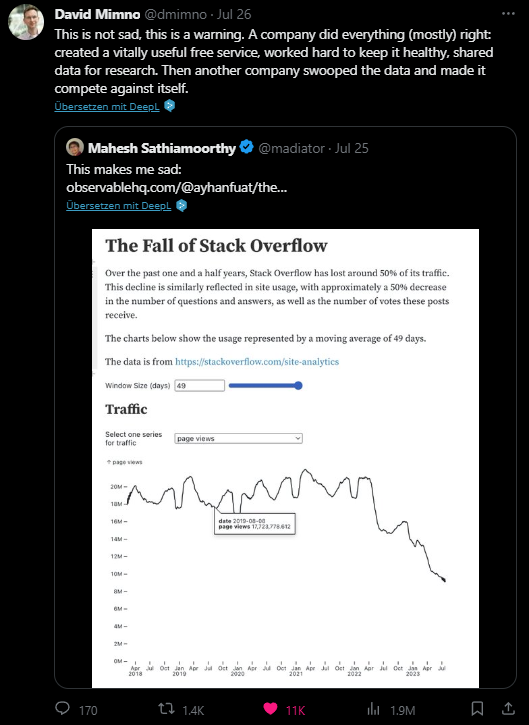 David Mimno @dmimno · Jul 26
This is not sad, this is a warning. A company did everything (mostly) right:
created a vitally useful free service, worked hard to keep it healthy, shared
data for research. Then another company swooped the data and made it
compete against itself.
Übersetzen mit DeepL
Mahesh Sathiamoorthy @madiator · Jul 25
This makes me sad:
observablehq.com/@ayhanfuat/the...
Übersetzen mit DeepL
The Fall of Stack Overflow
Over the past one and a half years, Stack Overflow has lost around 50% of its traffic.
This decline is similarly reflected in site usage, with approximately a 50% decrease
in the number of questions and answers, as well as the number of votes these posts
receive.
The charts below show the usage represented by a moving average of 49 days.
The data is from https://stackoverflow.com/site-analytics
Window Size (days) 49
Traffic
Select one series
for traffic
page views
↑ page views
20M
18M
16M
14M
12M
10M
8M
6M
4M
2M
0M
date 2019-08-08
page views 17,723,778.612
Apr Jul Oct Jan Apr Jul Oct Jan Apr Jul Oct Jan Apr Jul Oct Jan Apr Jul Oct Jan Apr Jul
2018 2019 2020 2021 2022 2023
170 1.4K 11K 1.9M